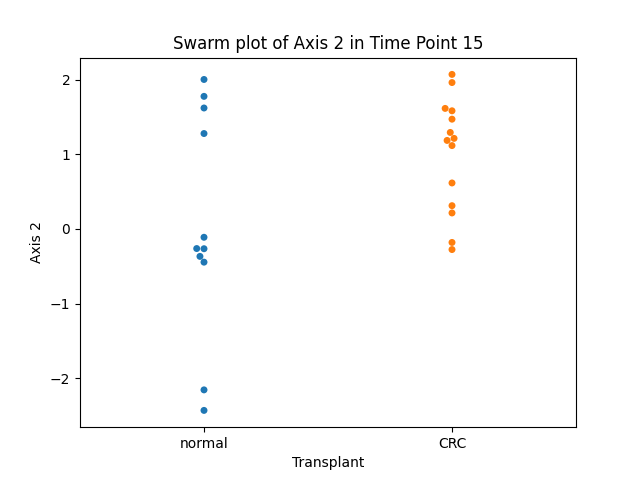 Swarm plot of Axis 2 in Time Point 15
2
1
0
−1
−2
Axis 2
normal
CRC
Transplant